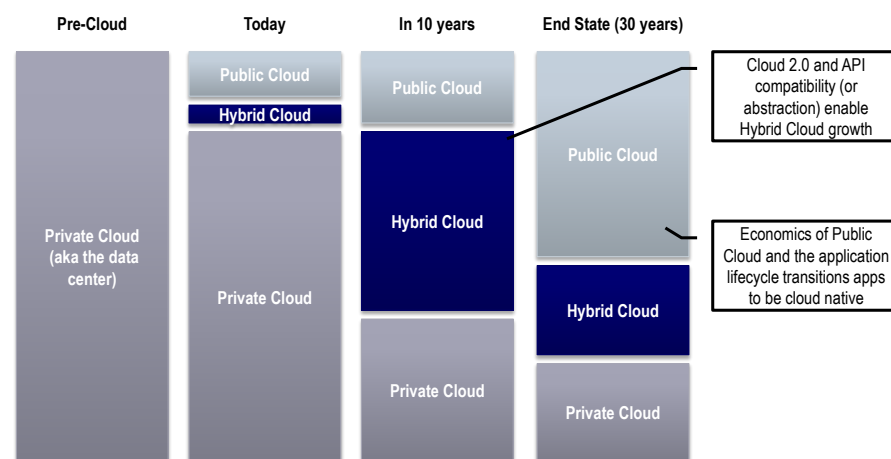 Pre-Cloud
Today
In 10 years
End State (30 years)
Private Cloud
(aka the data
center)
Public Cloud
Hybrid Cloud
Private Cloud
Public Cloud
Hybrid Cloud
Private Cloud
Public Cloud
Hybrid Cloud
Private Cloud
Cloud 2.0 and API
compatibility (or
abstraction) enable
Hybrid Cloud growth
Economics of Public
Cloud and the application
lifecycle transitions apps
to be cloud native